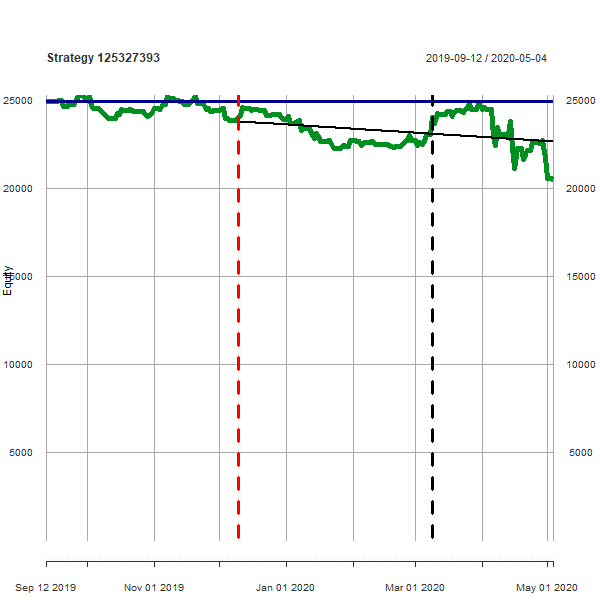 Strategy 125327393
2019-09-12 / 2020-05-04
25000
25000
20000
20000
15000
15000
10000
10000
5000
5000
Equity
Sep 12 2019
Nov 01 2019
Jan 01 2020
Mar 01 2020
May 01 2020